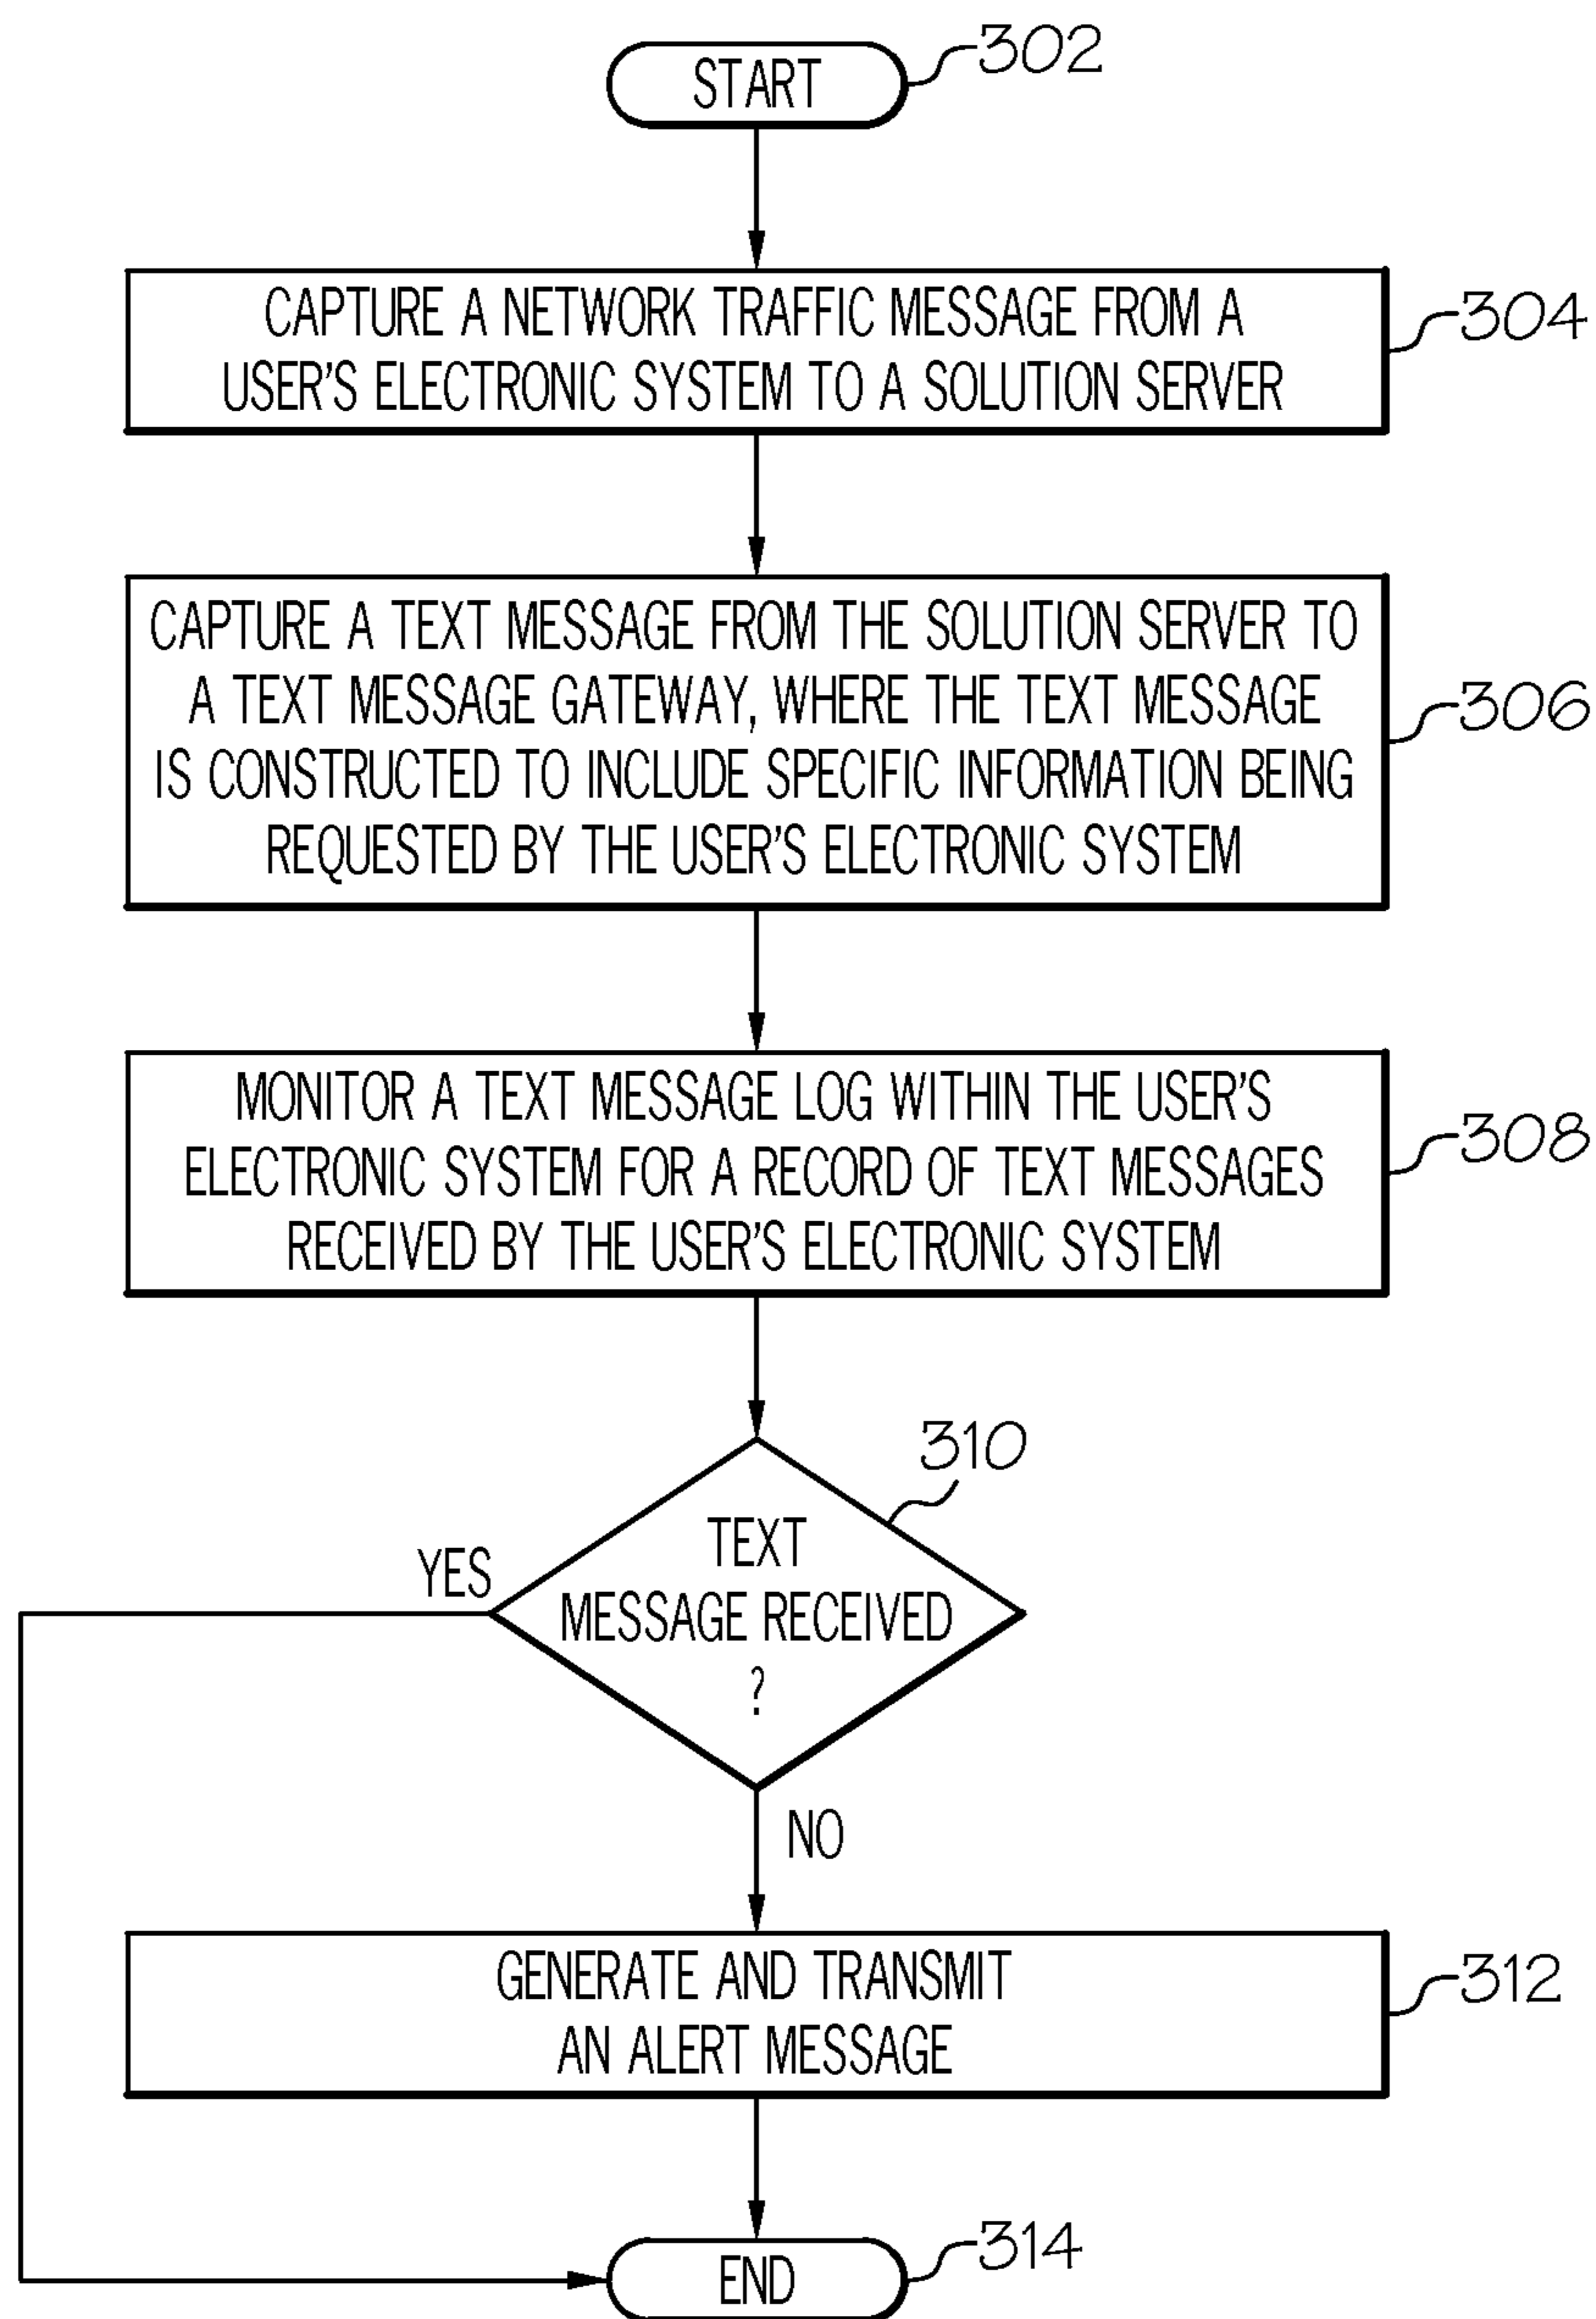 START
302
CAPTURE A NETWORK TRAFFIC MESSAGE FROM A
USER'S ELECTRONIC SYSTEM TO A SOLUTION SERVER
304
CAPTURE A TEXT MESSAGE FROM THE SOLUTION SERVER TO
A TEXT MESSAGE GATEWAY, WHERE THE TEXT MESSAGE
IS CONSTRUCTED TO INCLUDE SPECIFIC INFORMATION BEING
REQUESTED BY THE USER'S ELECTRONIC SYSTEM
306
MONITOR A TEXT MESSAGE LOG WITHIN THE USER'S
ELECTRONIC SYSTEM FOR A RECORD OF TEXT MESSAGES
RECEIVED BY THE USER'S ELECTRONIC SYSTEM
308
310
TEXT
MESSAGE RECEIVED
?
YES
NO
GENERATE AND TRANSMIT
AN ALERT MESSAGE
312
END
314